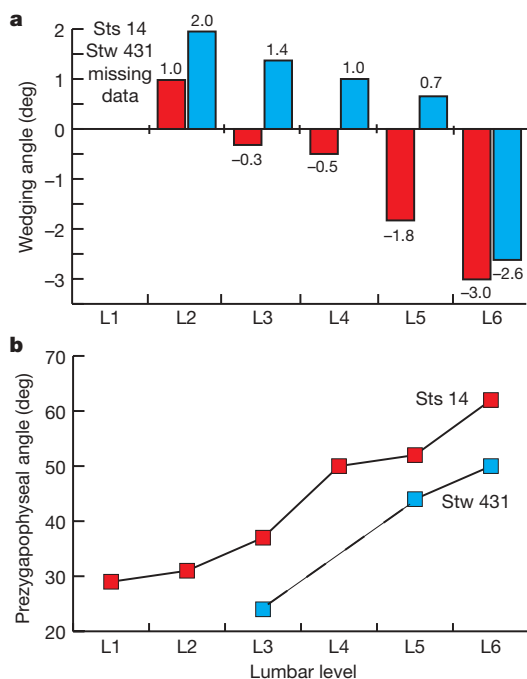 a
Sts 14
Stw 431
missing
data
2
1
0
−1
−2
−3
Wedging angle (deg)
1.0
2.0
−0.3
1.4
−0.5
1.0
−1.8
0.7
−3.0
−2.6
L1 L2 L3 L4 L5 L6
b
70
60
50
40
30
20
Prezygapophyseal angle (deg)
Sts 14
Stw 431
L1 L2 L3 L4 L5 L6
Lumbar level